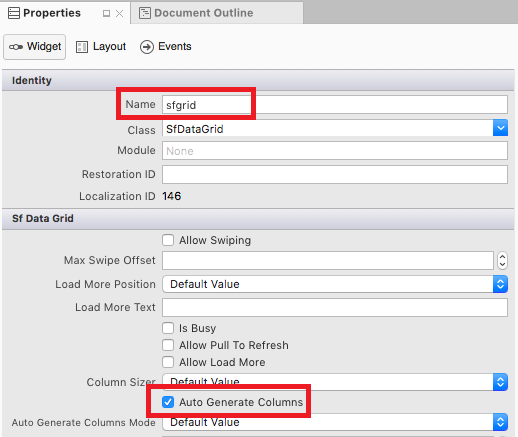 Properties
Document Outline
Widget Layout Events
Identity
Name sfgrid
Class SfDataGrid
Module None
Restoration ID
Localization ID 146
Sf Data Grid
Allow Swiping
Max Swipe Offset
Load More Position Default Value
Load More Text
Is Busy
Allow Pull To Refresh
Allow Load More
Column Sizer Default Value
Auto Generate Columns
Auto Generate Columns Mode Default Value